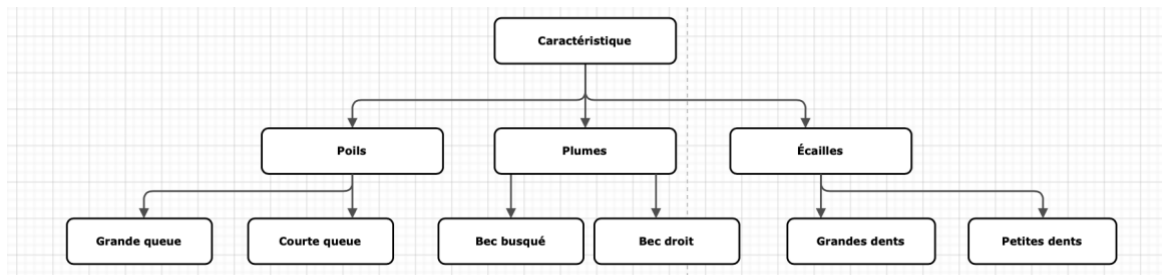 Caractéristique
Poils
Plumes
Écailles
Grande queue
Courte queue
Bec busqué
Bec droit
Grandes dents
Petites dents